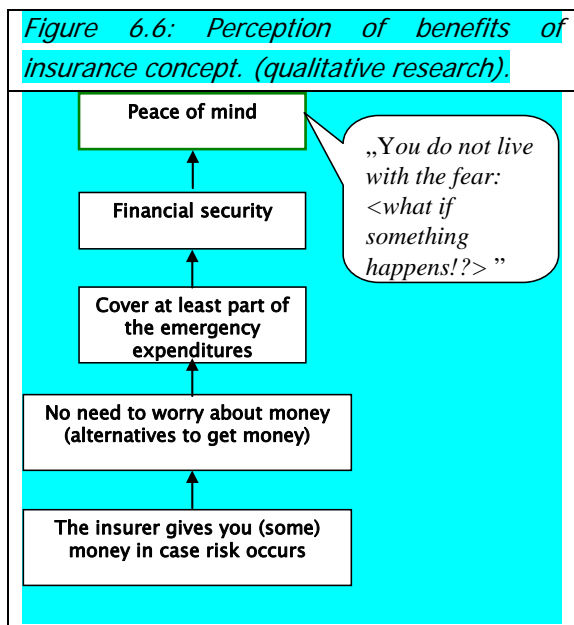 Figure 6.6: Perception of benefits of
insurance concept. (qualitative research).
Peace of mind
„You do not live
with the fear:
<what if
something
happens!?> ”
Financial security
Cover at least part of
the emergency
expenditures
No need to worry about money
(alternatives to get money)
The insurer gives you (some)
money in case risk occurs